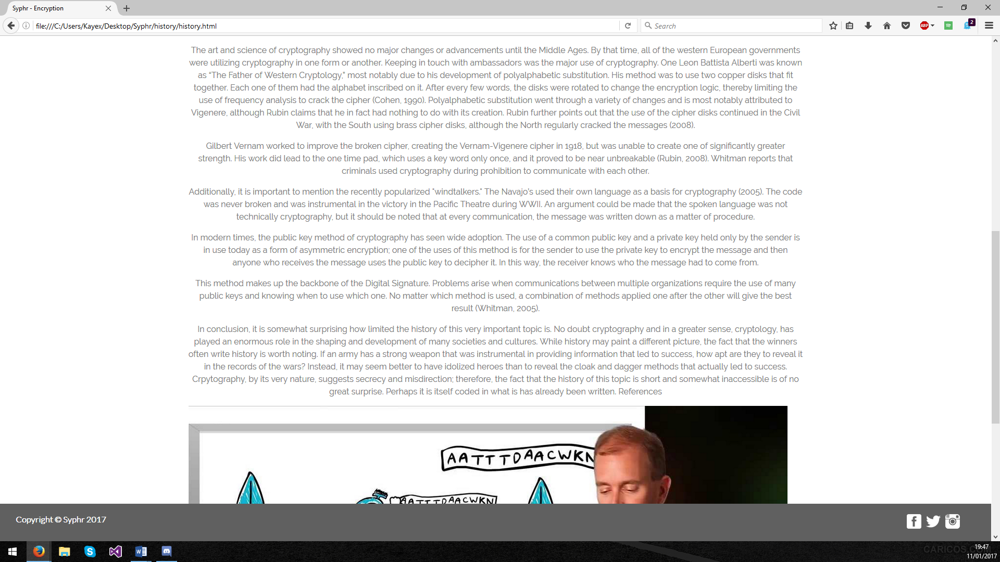 Syphr - Encryption
file:///C:/Users/Kayex/Desktop/Syphr/history/history.html
Search
ABP
2
The art and science of cryptography showed no major changes or advancements until the Middle Ages. By that time, all of the western European governments
were utilizing cryptography in one form or another. Keeping in touch with ambassadors was the major use of cryptography. One Leon Battista Alberti was known
as “The Father of Western Cryptology,” most notably due to his development of polyalphabetic substitution. His method was to use two copper disks that fit
together. Each one of them had the alphabet inscribed on it. After every few words, the disks were rotated to change the encryption logic, thereby limiting the
use of frequency analysis to crack the cipher (Cohen, 1990). Polyalphabetic substitution went through a variety of changes and is most notably attributed to
Vigenere, although Rubin claims that he in fact had nothing to do with its creation. Rubin further points out that the use of the cipher disks continued in the Civil
War, with the South using brass cipher disks, although the North regularly cracked the messages (2008).
Gilbert Vernam worked to improve the broken cipher, creating the Vernam-Vigenere cipher in 1918, but was unable to create one of significantly greater
strength. His work did lead to the one time pad, which uses a key word only once, and it proved to be near unbreakable (Rubin, 2008). Whitman reports that
criminals used cryptography during prohibition to communicate with each other.
Additionally, it is important to mention the recently popularized "windtalkers." The Navajo's used their own language as a basis for cryptography (2005). The code
was never broken and was instrumental in the victory in the Pacific Theatre during WWII. An argument could be made that the spoken language was not
technically cryptography, but it should be noted that at every communication, the message was written down as a matter of procedure.
In modern times, the public key method of cryptography has seen wide adoption. The use of a common public key and a private key held only by the sender is
in use today as a form of asymmetric encryption; one of the uses of this method is for the sender to use the private key to encrypt the message and then
anyone who receives the message uses the public key to decipher it. In this way, the receiver knows who the message had to come from.
This method makes up the backbone of the Digital Signature. Problems arise when communications between multiple organizations require the use of many
public keys and knowing when to use which one. No matter which method is used, a combination of methods applied one after the other will give the best
result (Whitman, 2005).
In conclusion, it is somewhat surprising how limited the history of this very important topic is. No doubt cryptography and in a greater sense, cryptology, has
played an enormous role in the shaping and development of many societies and cultures. While history may paint a different picture, the fact that the winners
often write history is worth noting. If an army has a strong weapon that was instrumental in providing information that led to success, how apt are they to reveal it
in the records of the wars? Instead, it may seem better to have idolized heroes than to reveal the cloak and dagger methods that actually led to success.
Crpytography, by its very nature, suggests secrecy and misdirection; therefore, the fact that the history of this topic is short and somewhat inaccessible is of no
great surprise. Perhaps it is itself coded in what is has already been written. References
AATTTDAACWKN
AATTTDAACWKN
Copyright © Syphr 2017
CARICOS.COM
19:47
11/01/2017